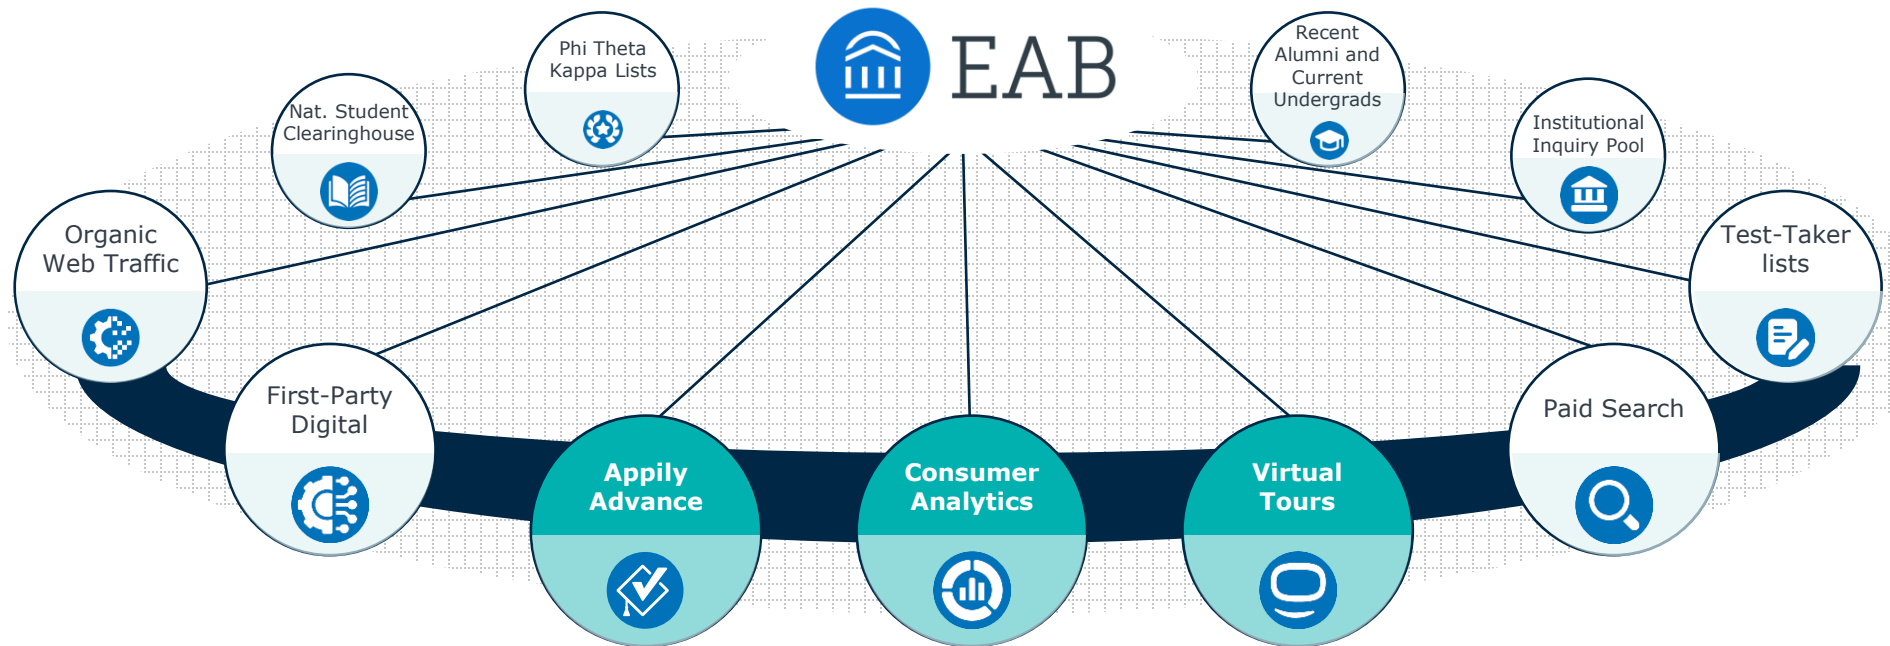 EAB
Phi Theta
Kappa Lists
Recent
Alumni and
Current
Undergrads
Nat. Student
Clearinghouse
Institutional
Inquiry Pool
Organic
Web Traffic
Test-Taker
lists
First-Party
Digital
Paid Search
Appily
Advance
Consumer
Analytics
Virtual
Tours